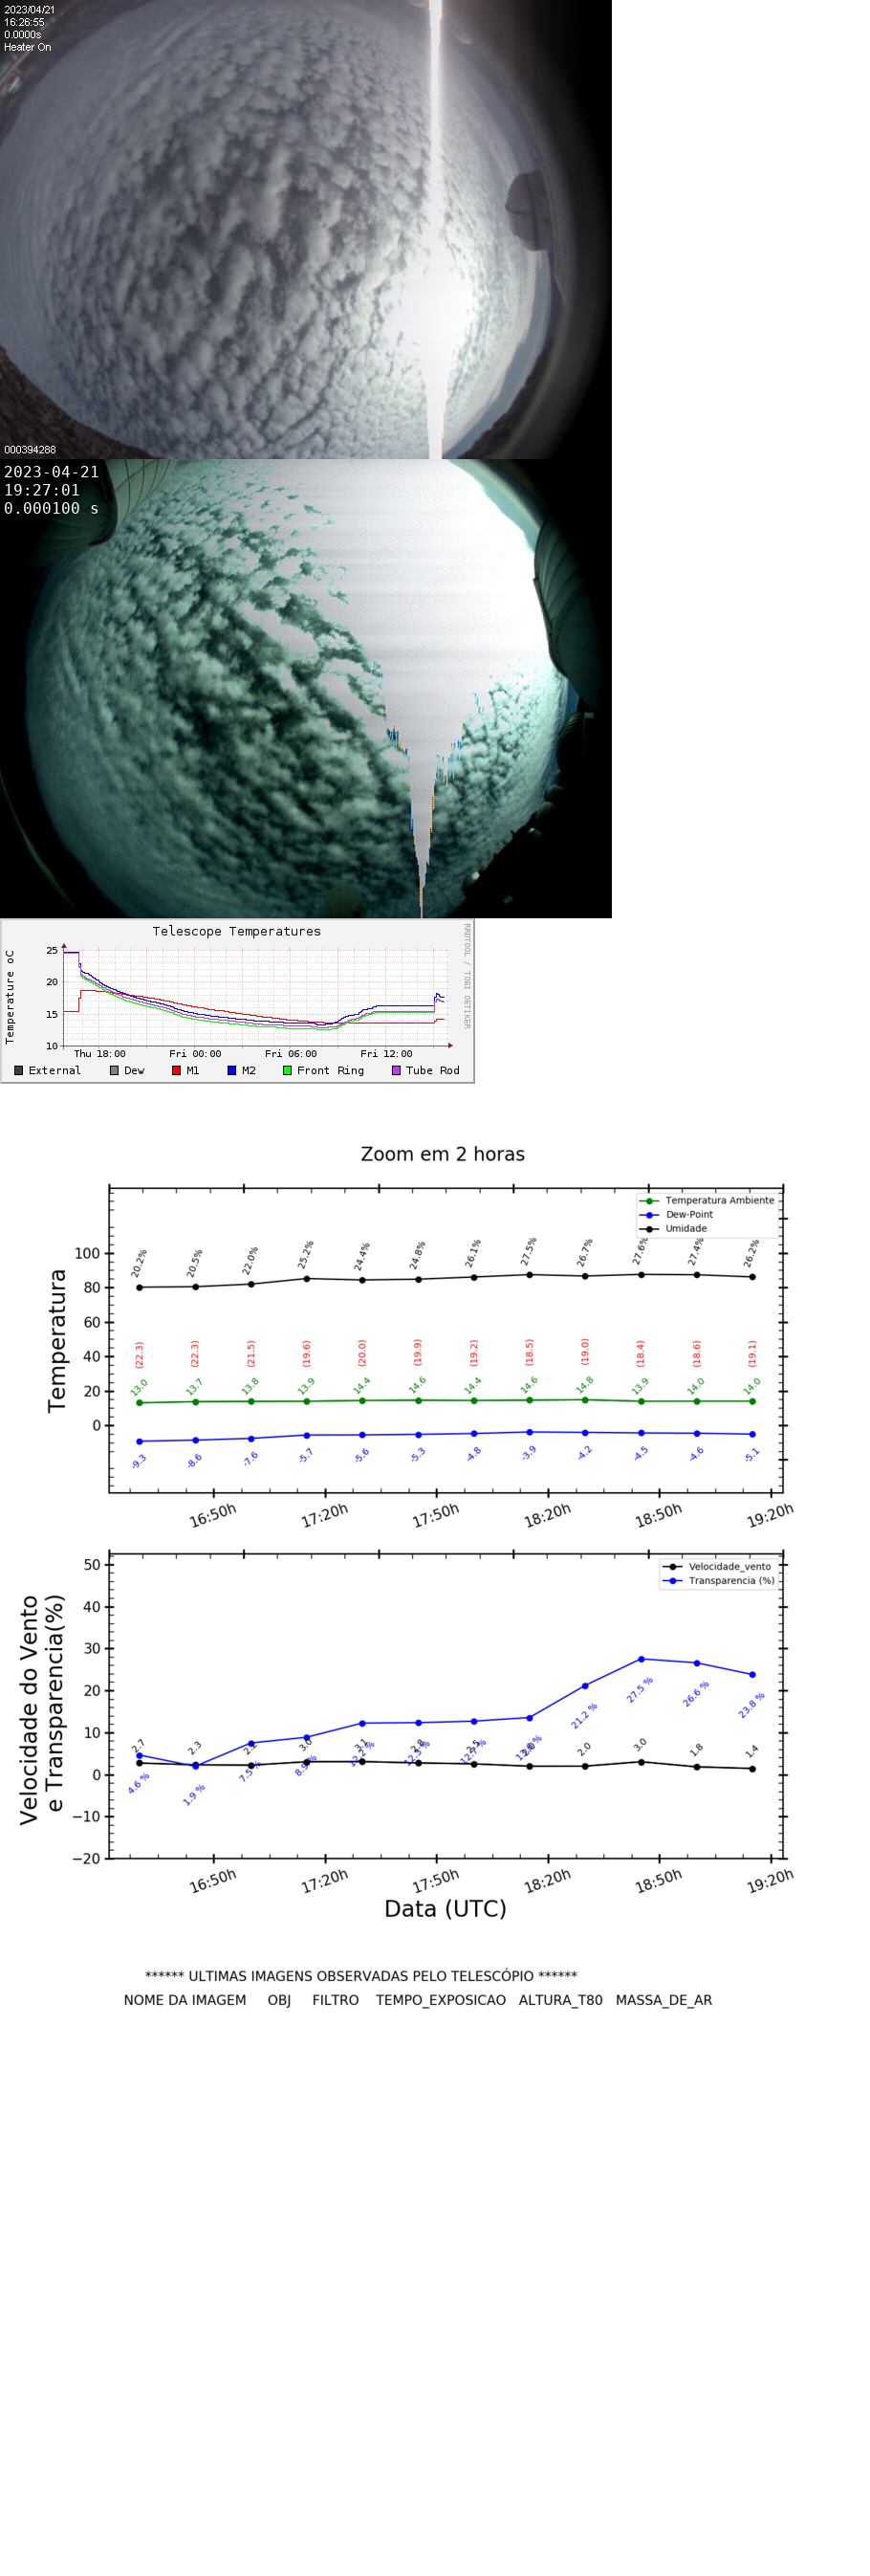 2023/04/21
16:26:55
0.0000s
Heater On
000394288
2023-04-21
19:27:01
0.000100 s
Telescope Temperatures
RRDTOOL / TOBI OETIKER
Temperature oC
25
20
15
10
Thu 18:00 Fri 00:00 Fri 06:00 Fri 12:00
External Dew M1 M2 Front Ring Tube Rod
Zoom em 2 horas
Temperatura Ambiente
Dew-Point
Umidade
Temperatura
100
80
60
40
20
0
20.2% 20.5% 22.0% 25.2% 24.4% 24.8% 26.1% 27.5% 26.7% 27.6% 27.4% 26.2%
(22.3) (22.3) (21.5) (19.6) (20.0) (19.9) (19.2) (18.5) (19.0) (18.4) (18.6) (19.1)
13.0 13.7 13.8 13.9 14.4 14.6 14.4 14.6 14.8 13.9 14.0 14.0
-9.3 -8.6 -7.6 -5.7 -5.6 -5.3 -4.8 -3.9 -4.2 -4.5 -4.6 -5.1
16:50h 17:20h 17:50h 18:20h 18:50h 19:20h
Velocidade_vento
Transparencia (%)
Velocidade do Vento
e Transparencia(%)
50
40
30
20
10
0
−10
−20
2.7 2.3 2.0 3.0 1.8 1.4
4.6 % 1.9 % 21.2 % 27.5 % 26.6 % 23.8 %
16:50h 17:20h 17:50h 18:20h 18:50h 19:20h
Data (UTC)
****** ULTIMAS IMAGENS OBSERVADAS PELO TELESCÓPIO ******
NOME DA IMAGEM OBJ FILTRO TEMPO_EXPOSICAO ALTURA_T80 MASSA_DE_AR